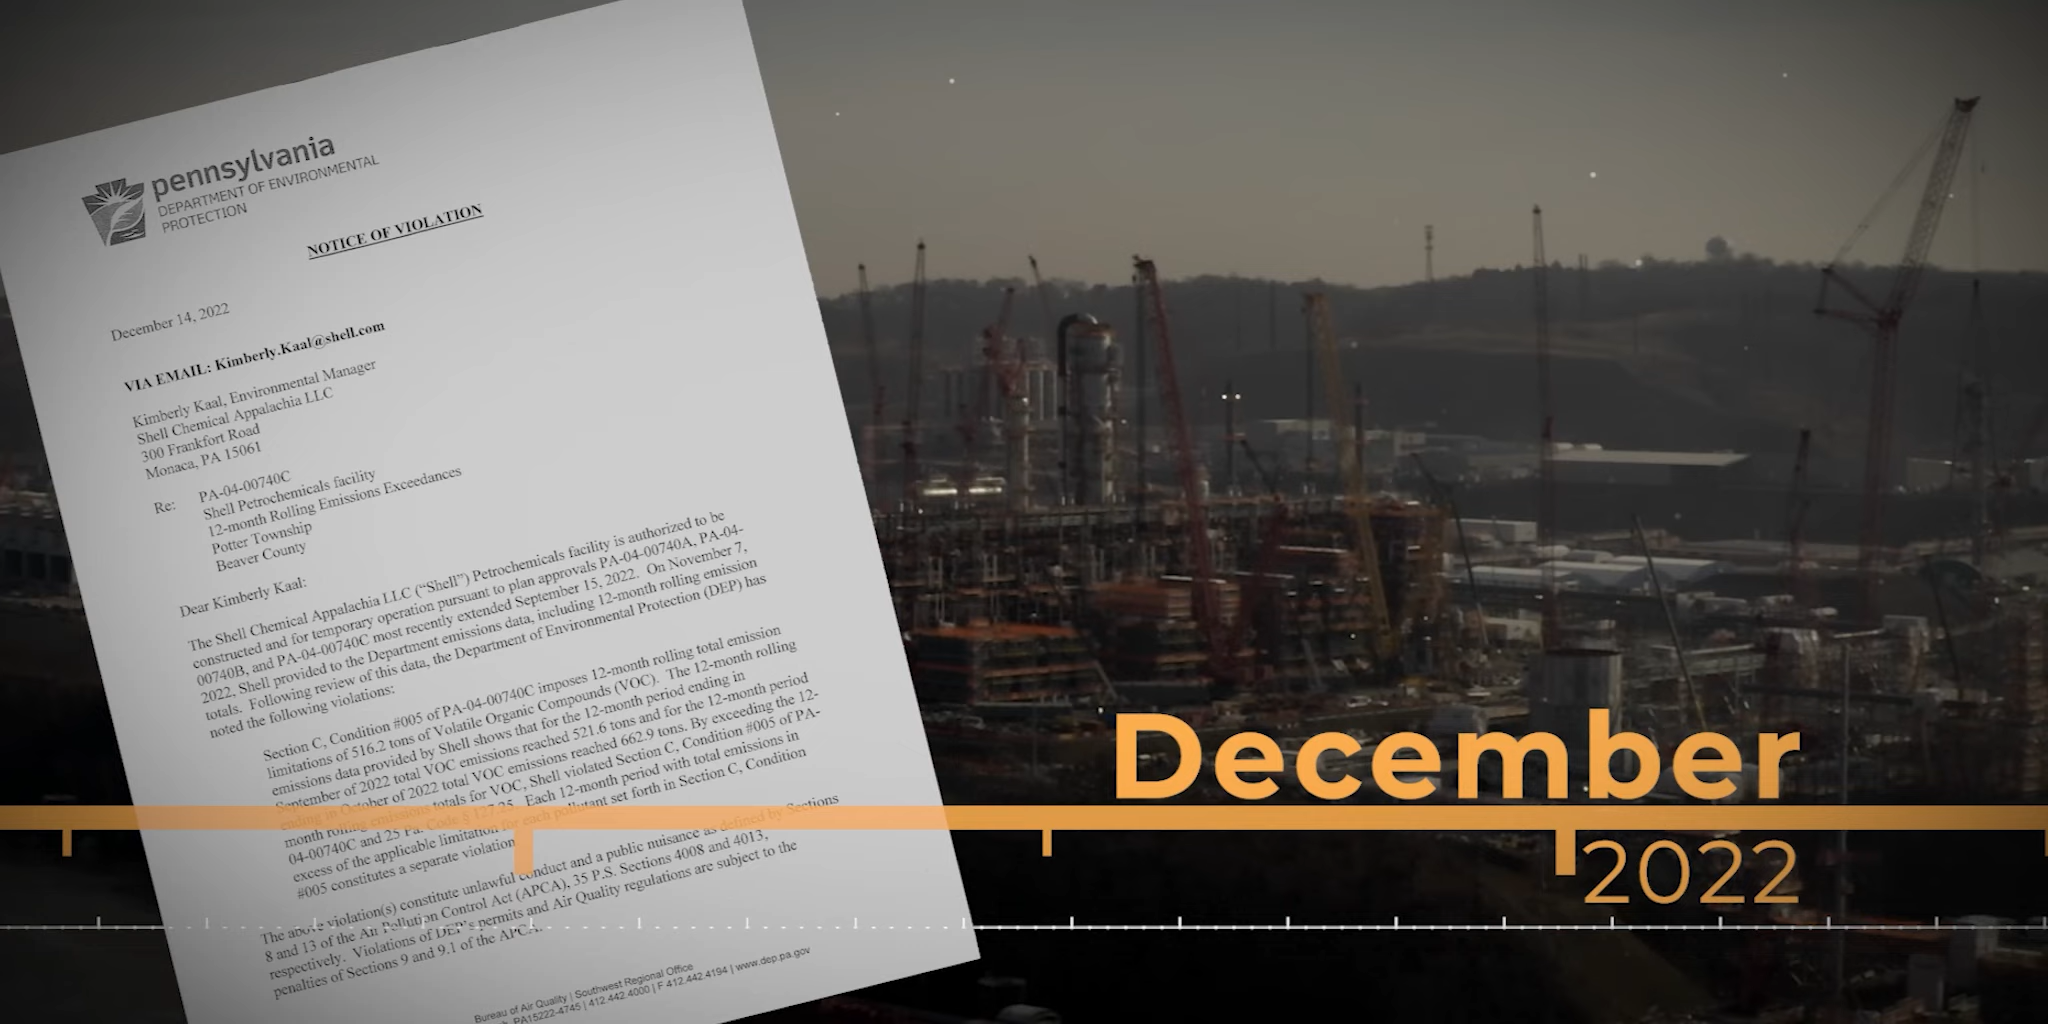 pennsylvania
DEPARTMENT OF ENVIRONMENTAL
PROTECTION
NOTICE OF VIOLATION
December 14, 2022
VIA EMAIL: Kimberly.Kaal@shell.com
Kimberly Kaal, Environmental Manager
Shell Chemical Appalachia LLC
300 Frankfort Road
Monaca, PA 15061
Re: PA-04-00740C
Shell Petrochemicals facility
12-month Rolling Emissions Exceedances
Potter Township
Beaver County
Dear Kimberly Kaal:
The Shell Chemical Appalachia LLC (“Shell”) Petrochemicals facility is authorized to be
constructed and for temporary operation pursuant to plan approvals PA-04-00740A, PA-04-
00740B, and PA-04-00740C most recently extended September 15, 2022. On November 7,
2022, Shell provided to the Department emissions data, including 12-month rolling emission
totals. Following review of this data, the Department of Environmental Protection (DEP) has
noted the following violations:
Section C, Condition #005 of PA-04-00740C imposes 12-month rolling total emission
limitations of 516.2 tons of Volatile Organic Compounds (VOC). The 12-month rolling
emissions data provided by Shell shows that for the 12-month period ending in
September of 2022 total VOC emissions reached 521.6 tons and for the 12-month period
ending in October of 2022 total VOC emissions reached 662.9 tons. By exceeding the 12-
month rolling emissions totals for VOC, Shell violated Section C, Condition #005 of PA-
04-00740C and 25 Pa. Code § 127.25. Each 12-month period with total emissions in
excess of the applicable limitation for each pollutant set forth in Section C, Condition
#005 constitutes a separate violation.
The above violation(s) constitute unlawful conduct and a public nuisance as defined by Sections
8 and 13 of the Air Pollution Control Act (APCA), 35 P.S. Sections 4008 and 4013,
respectively. Violations of DEP's permits and Air Quality regulations are subject to the
penalties of Sections 9 and 9.1 of the APCA.
Bureau of Air Quality | Southwest Regional Office
PA15222-4745 | 412.442.4000 | F 412.442.4194 | www.dep.pa.gov
December
2022